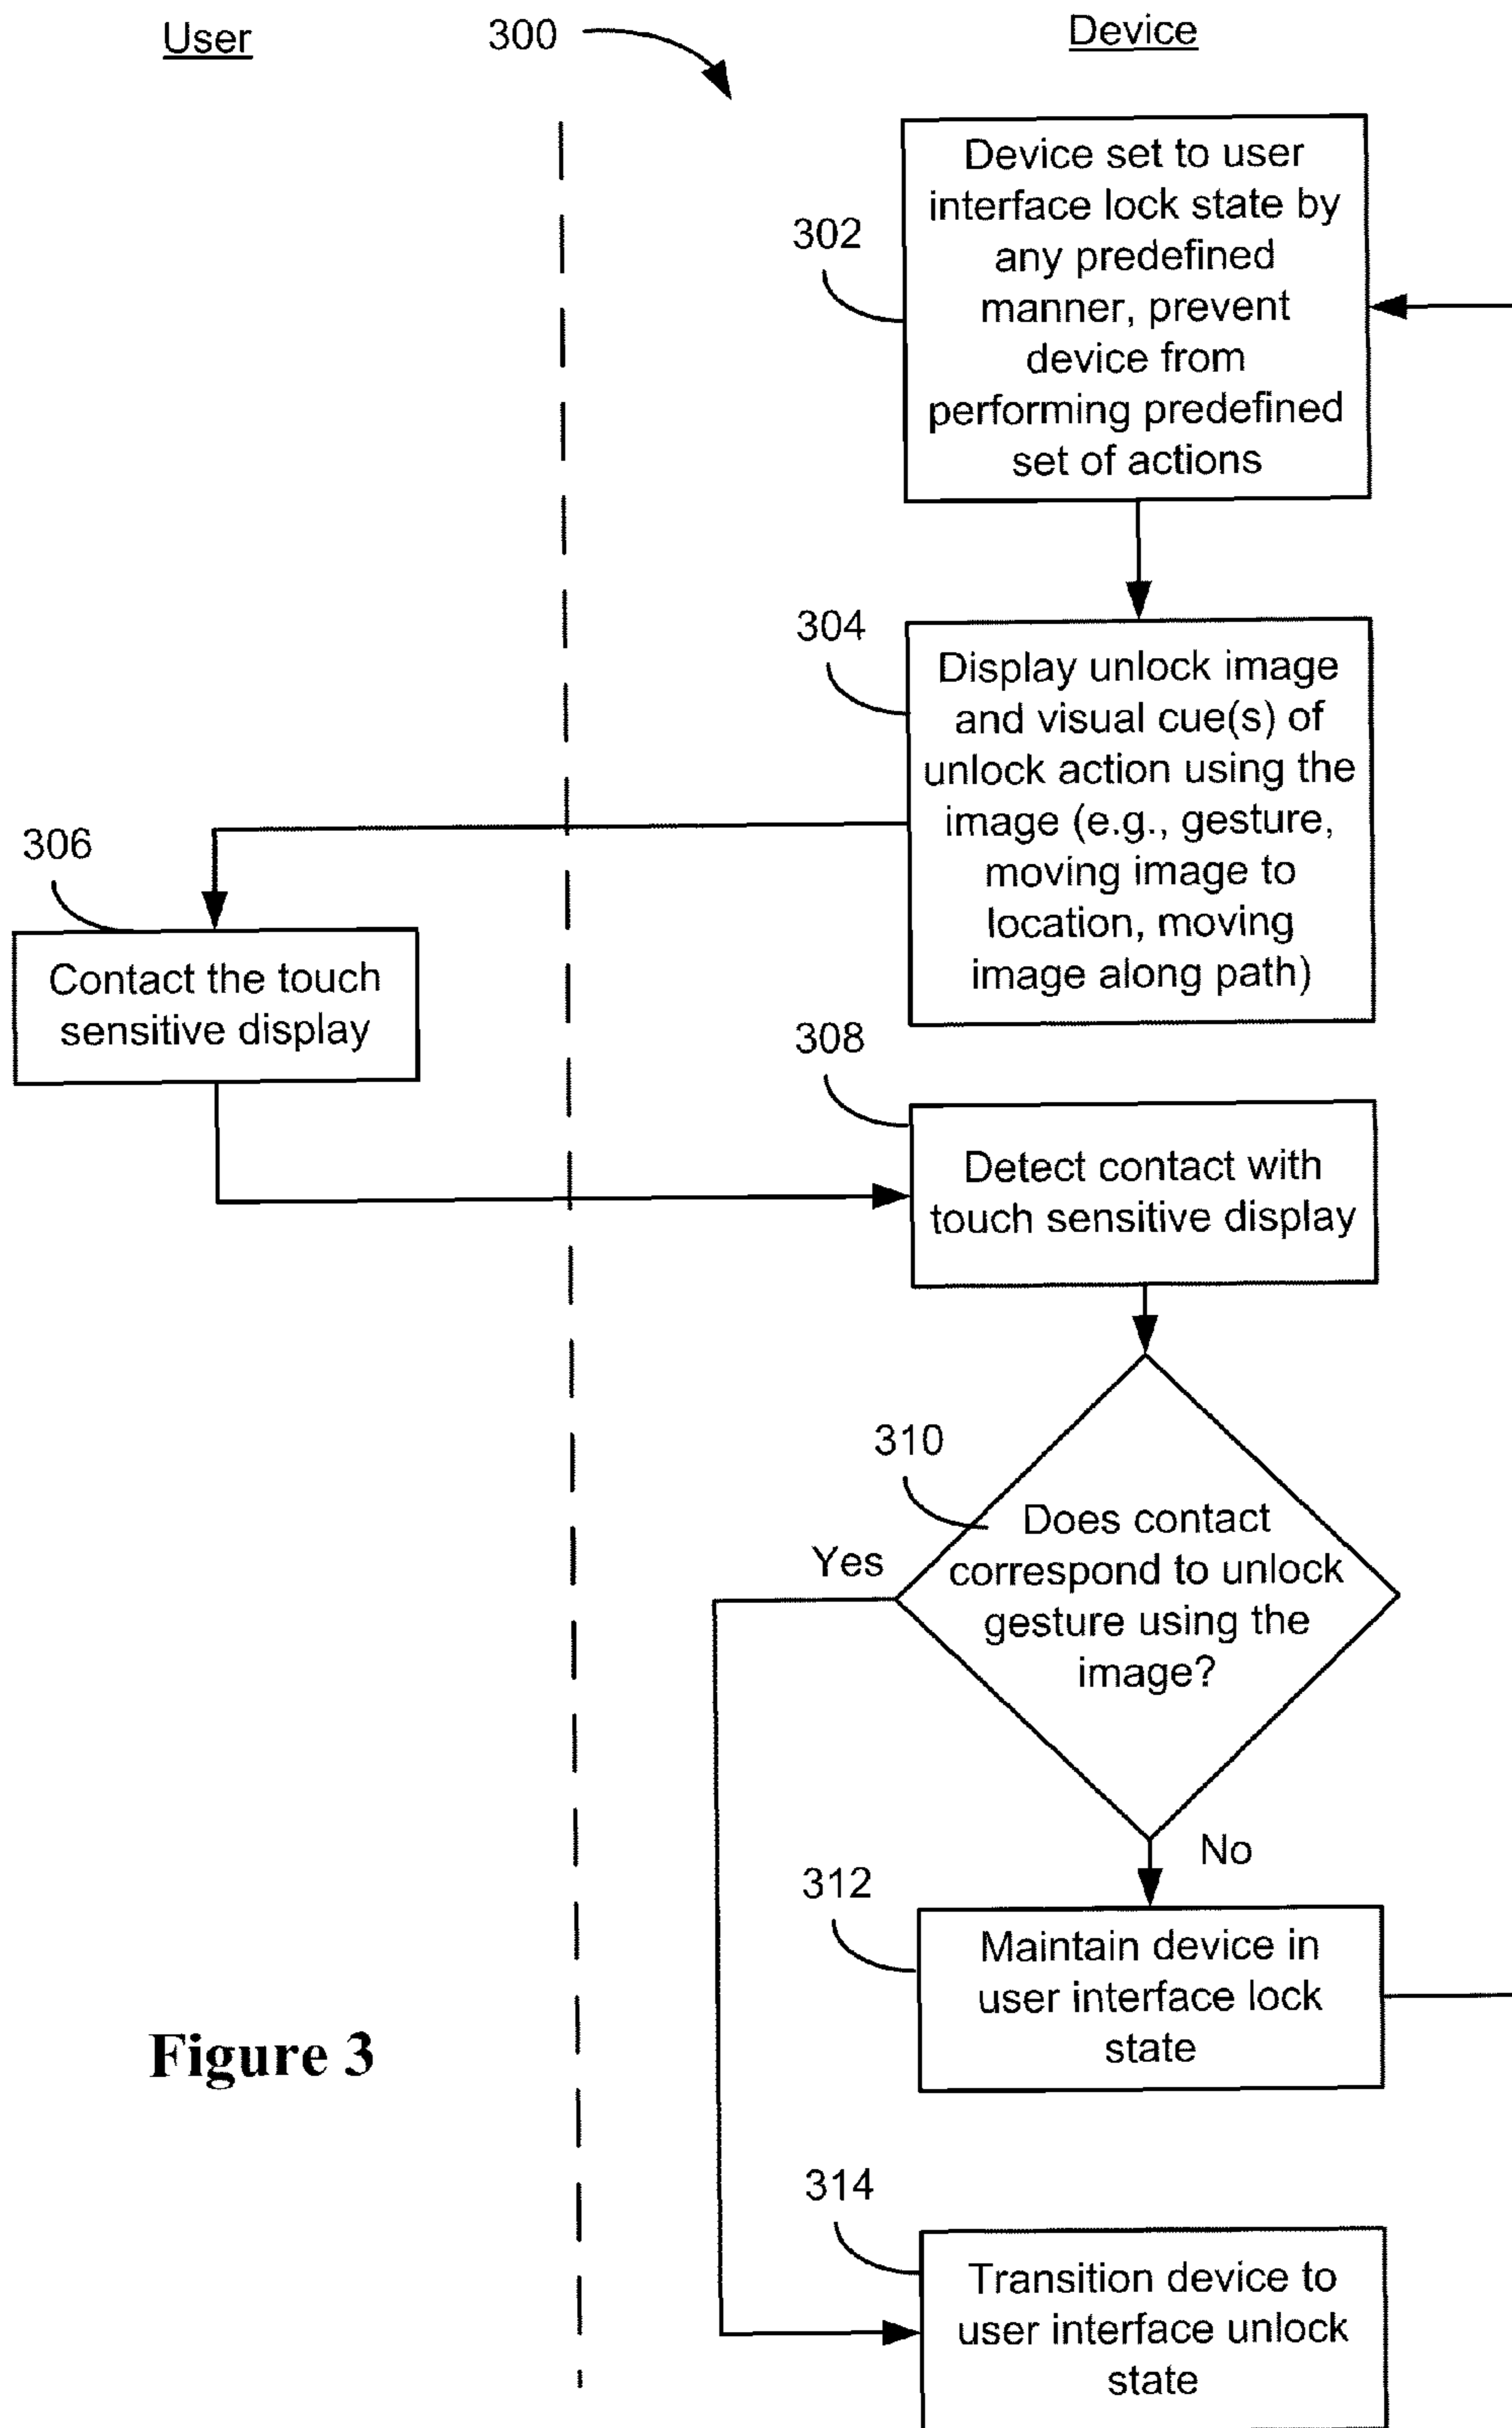 User
300
Device
302
Device set to user
interface lock state by
any predefined
manner, prevent
device from
performing predefined
set of actions
304
Display unlock image
and visual cue(s) of
unlock action using the
image (e.g., gesture,
moving image to
location, moving
image along path)
306
Contact the touch
sensitive display
308
Detect contact with
touch sensitive display
310
Does contact
correspond to unlock
gesture using the
image?
Yes
No
312
Maintain device in
user interface lock
state
Figure 3
314
Transition device to
user interface unlock
state